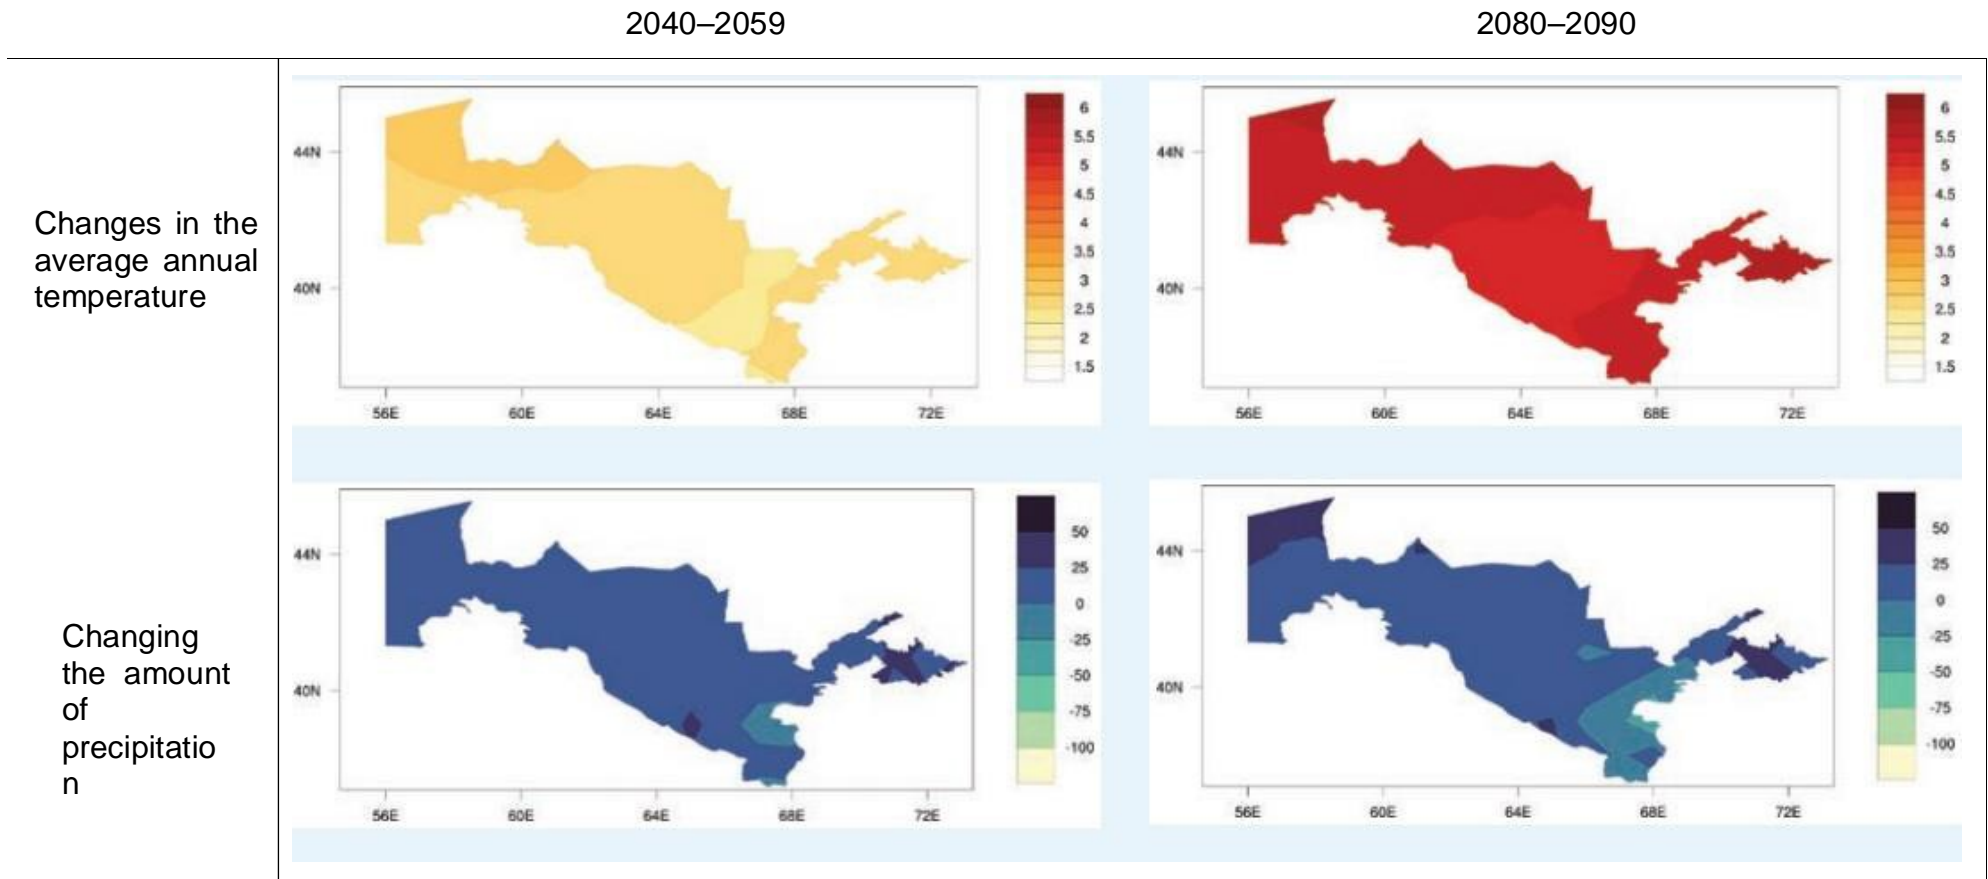 2040–2059
2080–2090
Changes in the
average annual
temperature
44N
40N
56E
60E
64E
68E
72E
6
5.5
5
4.5
4
3.5
3
2.5
2
1.5
44N
40N
56E
60E
64E
68E
72E
6
5.5
5
4.5
4
3.5
3
2.5
2
1.5
Changing
the amount
of
precipitatio
n
44N
40N
56E
60E
64E
68E
72E
50
25
0
-25
-50
-75
-100
44N
40N
56E
60E
64E
68E
72E
50
25
0
-25
-50
-75
-100